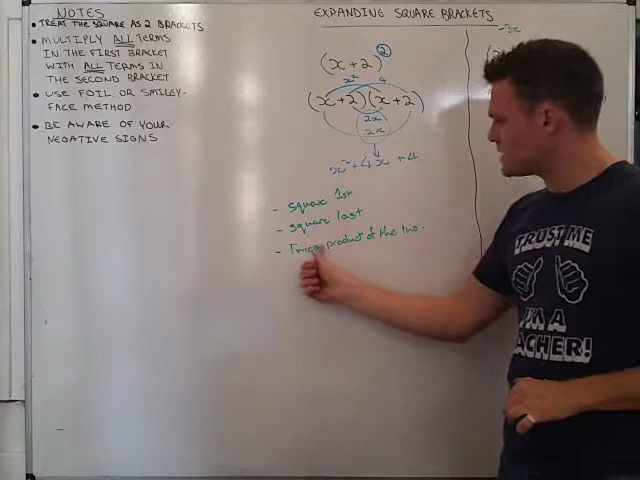 NOTES
• TREAT THE SQUARE AS 2 BRACKETS
• MULTIPLY ALL TERMS
IN THE FIRST BRACKET
WITH ALL TERMS IN
THE SECOND BRACKET
• USE FOIL OR SMILEY-
FACE METHOD
• BE AWARE OF YOUR
NEGATIVE SIGNS
EXPANDING SQUARE BRACKETS
(x+2)²
x² 4
(x+2)(x+2)
2x
2x
x²+4x+4
- square 1st
- square last
- Twice product of the two.
-3x
TRUST ME
I'M A
TEACHER!